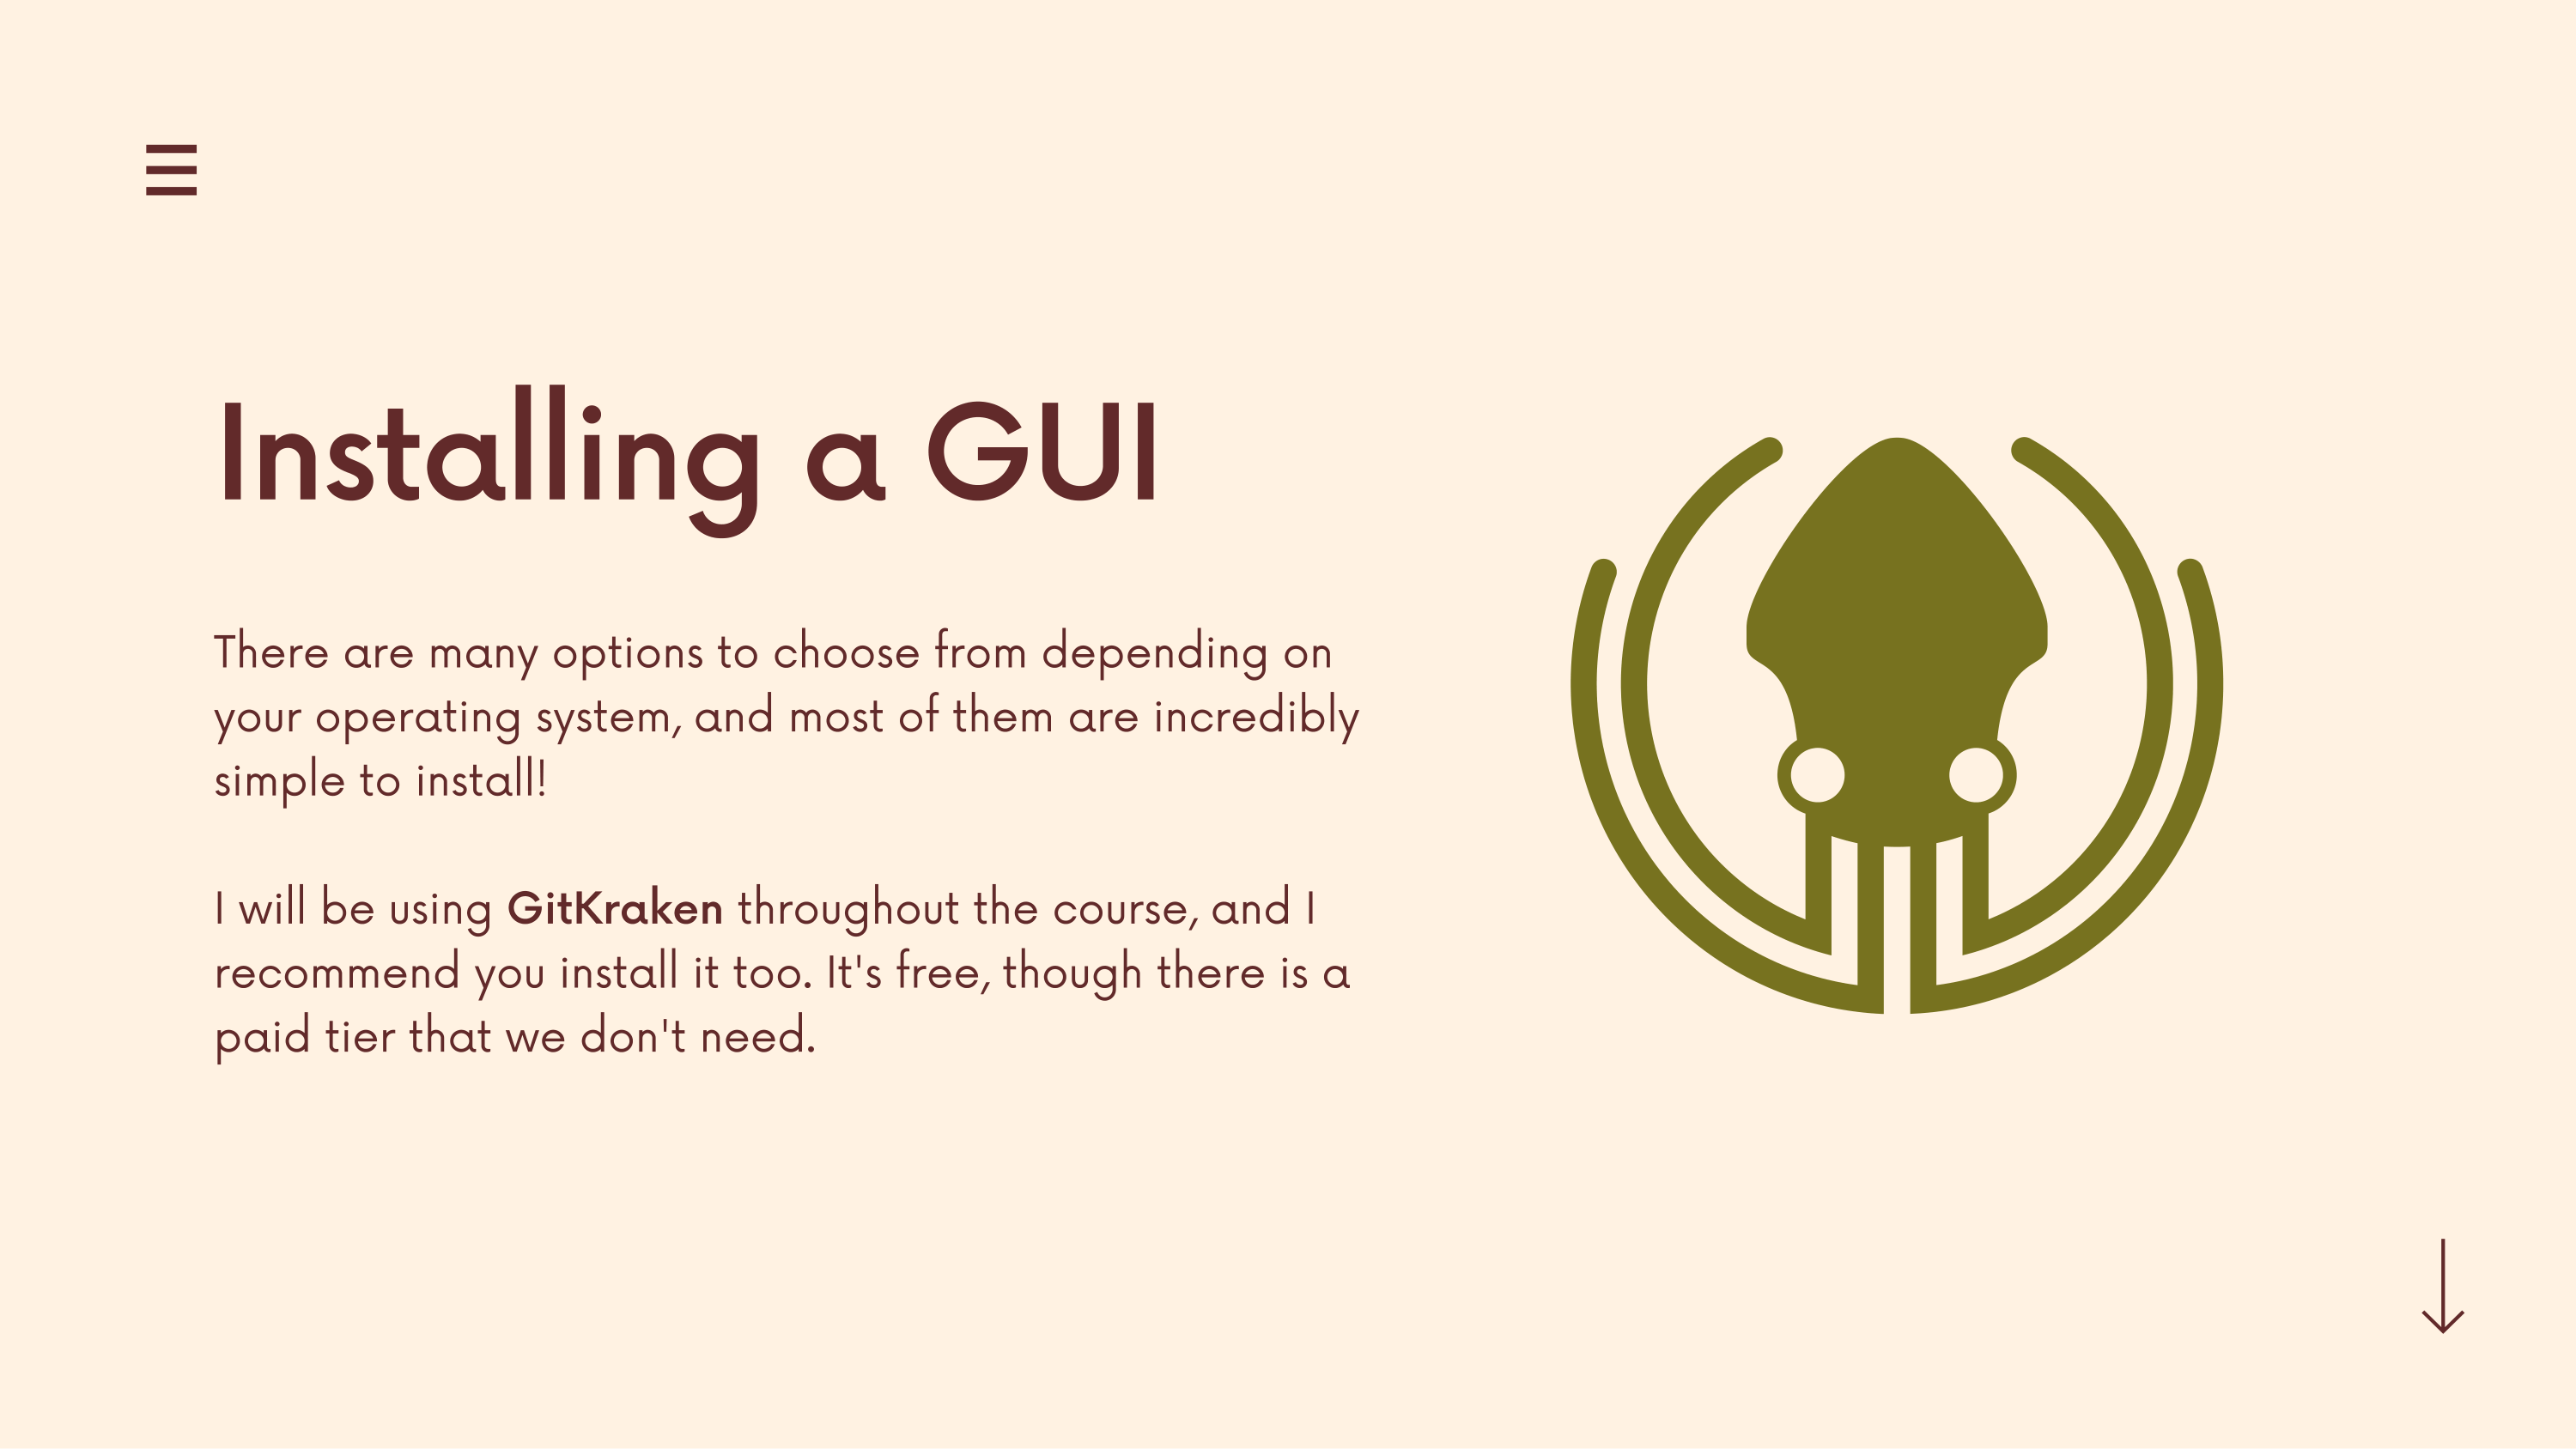 Installing a GUI
There are many options to choose from depending on
your operating system, and most of them are incredibly
simple to install!
I will be using GitKraken throughout the course, and I
recommend you install it too. It's free, though there is a
paid tier that we don't need.